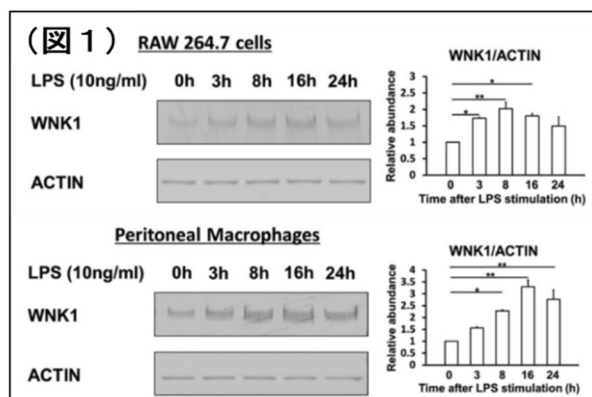 (図1) RAW 264.7 cells
LPS (10ng/ml) 0h 3h 8h 16h 24h
WNK1
ACTIN
WNK1/ACTIN
Relative abundance
3
2.5
2
1.5
1
0.5
* ** *
0 3 8 16 24
Time after LPS stimulation (h)
Peritoneal Macrophages
LPS (10ng/ml) 0h 3h 8h 16h 24h
WNK1
ACTIN
WNK1/ACTIN
Relative abundance
4
3.5
3
2.5
2
1.5
1
0.5
** ** *
0 3 8 16 24
Time after LPS stimulation (h)